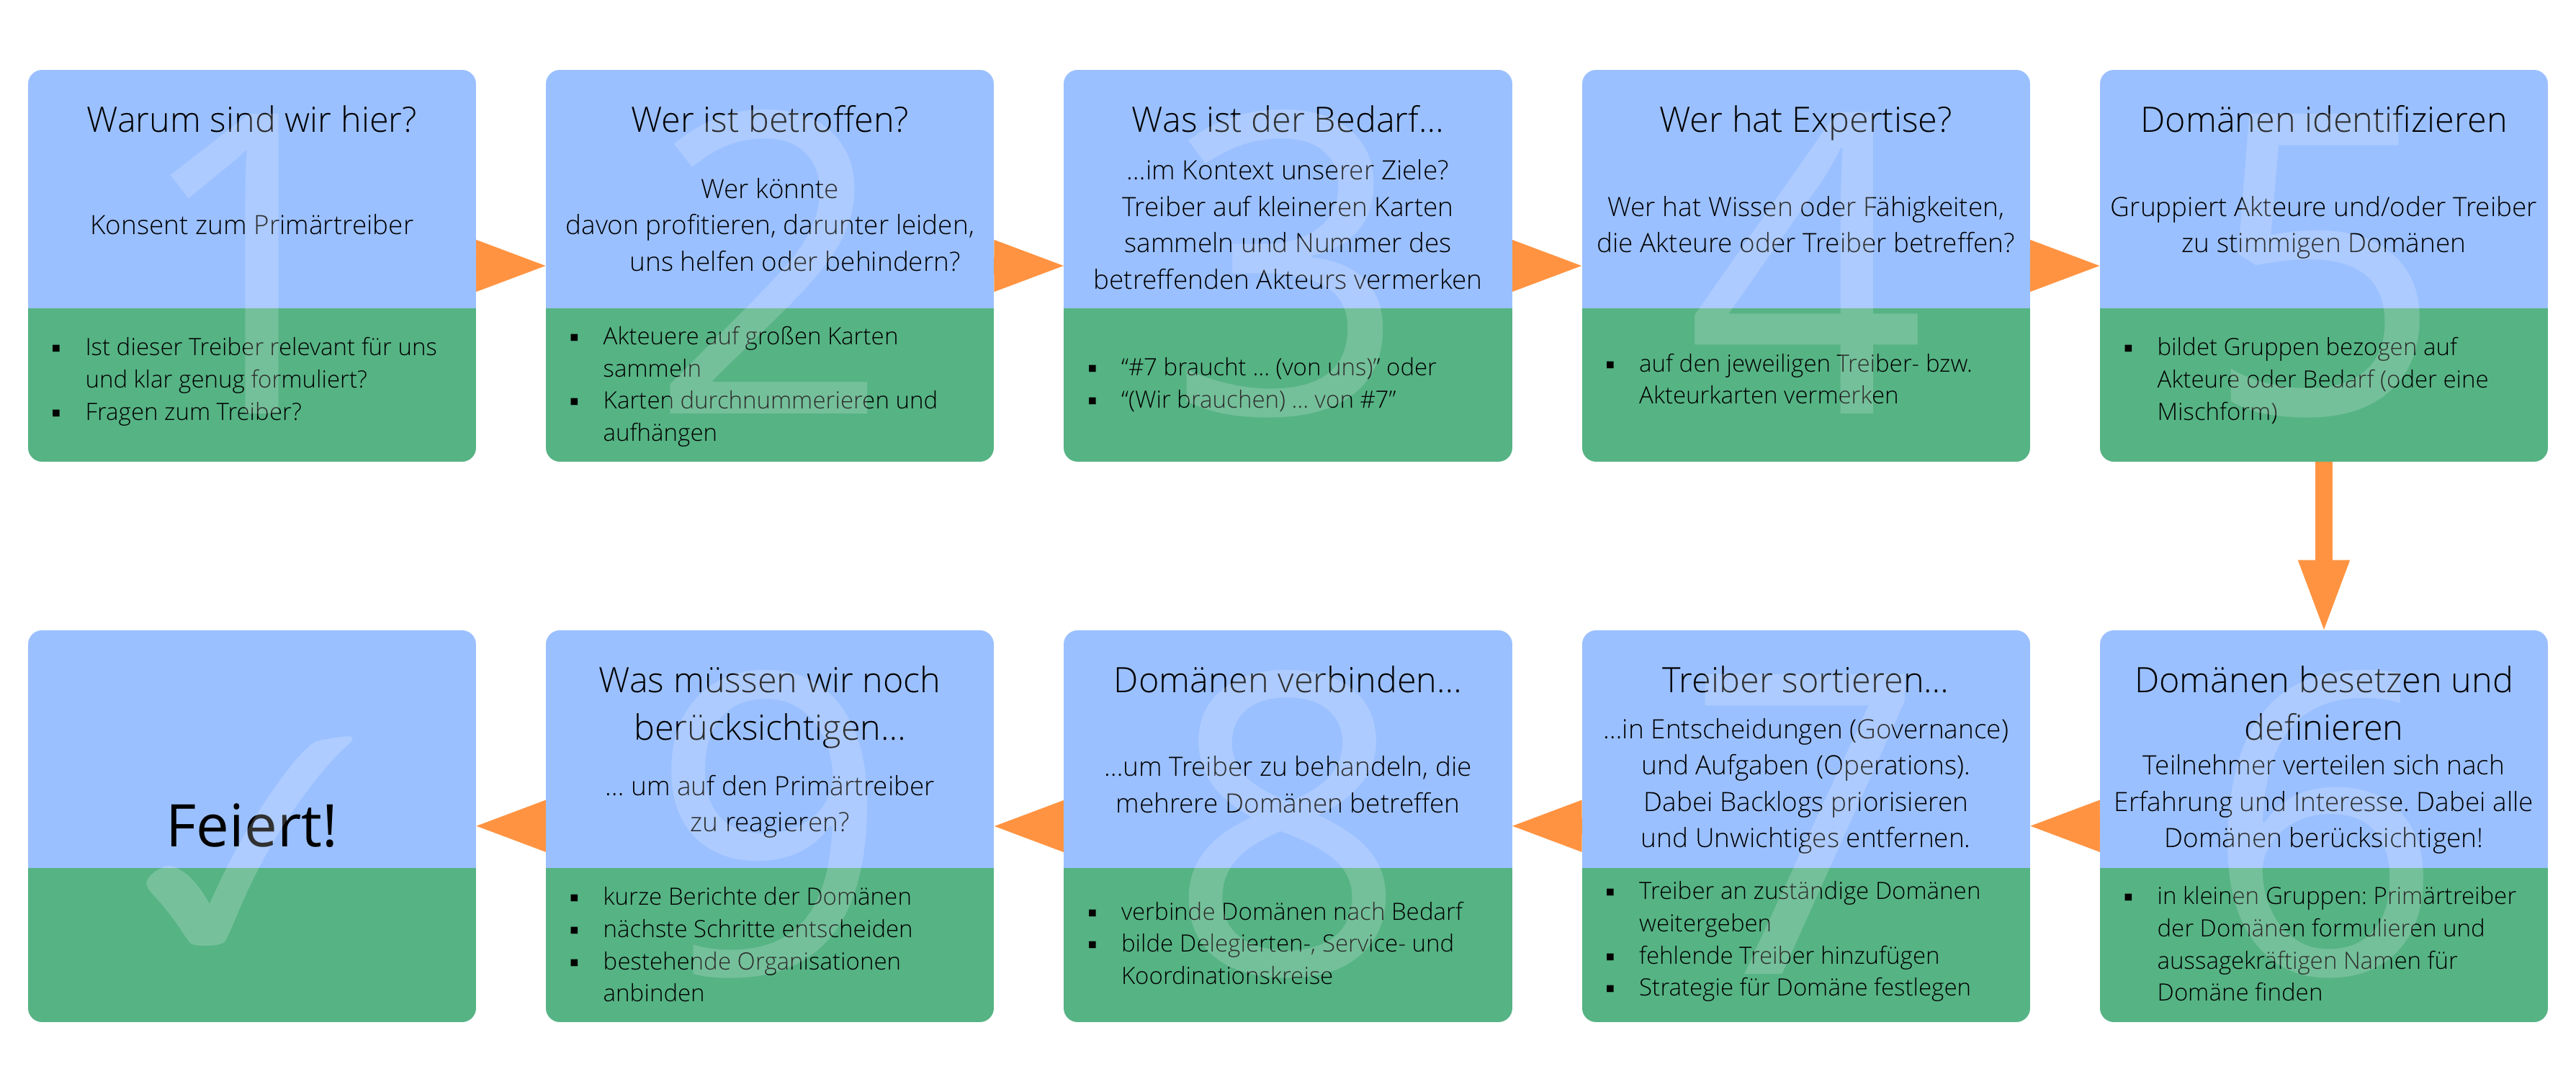 Warum sind wir hier?
Konsent zum Primärtreiber
1
▪ Ist dieser Treiber relevant für uns
und klar genug formuliert?
▪ Fragen zum Treiber?
Wer ist betroffen?
Wer könnte
davon profitieren, darunter leiden,
uns helfen oder behindern?
2
▪ Akteuere auf großen Karten
sammeln
▪ Karten durchnummerieren und
aufhängen
Was ist der Bedarf...
...im Kontext unserer Ziele?
Treiber auf kleineren Karten
sammeln und Nummer des
betreffenden Akteurs vermerken
3
▪ “#7 braucht ... (von uns)” oder
▪ “(Wir brauchen) ... von #7”
Wer hat Expertise?
Wer hat Wissen oder Fähigkeiten,
die Akteure oder Treiber betreffen?
4
▪ auf den jeweiligen Treiber- bzw.
Akteurkarten vermerken
Domänen identifizieren
Gruppiert Akteure und/oder Treiber
zu stimmigen Domänen
5
▪ bildet Gruppen bezogen auf
Akteure oder Bedarf (oder eine
Mischform)
Domänen besetzen und
definieren
Teilnehmer verteilen sich nach
Erfahrung und Interesse. Dabei alle
Domänen berücksichtigen!
6
▪ in kleinen Gruppen: Primärtreiber
der Domänen formulieren und
aussagekräftigen Namen für
Domäne finden
Treiber sortieren...
...in Entscheidungen (Governance)
und Aufgaben (Operations).
Dabei Backlogs priorisieren
und Unwichtiges entfernen.
7
▪ Treiber an zuständige Domänen
weitergeben
▪ fehlende Treiber hinzufügen
▪ Strategie für Domäne festlegen
Domänen verbinden...
...um Treiber zu behandeln, die
mehrere Domänen betreffen
8
▪ verbinde Domänen nach Bedarf
▪ bilde Delegierten-, Service- und
Koordinationskreise
Was müssen wir noch
berücksichtigen...
... um auf den Primärtreiber
zu reagieren?
9
▪ kurze Berichte der Domänen
▪ nächste Schritte entscheiden
▪ bestehende Organisationen
anbinden
Feiert!
✓